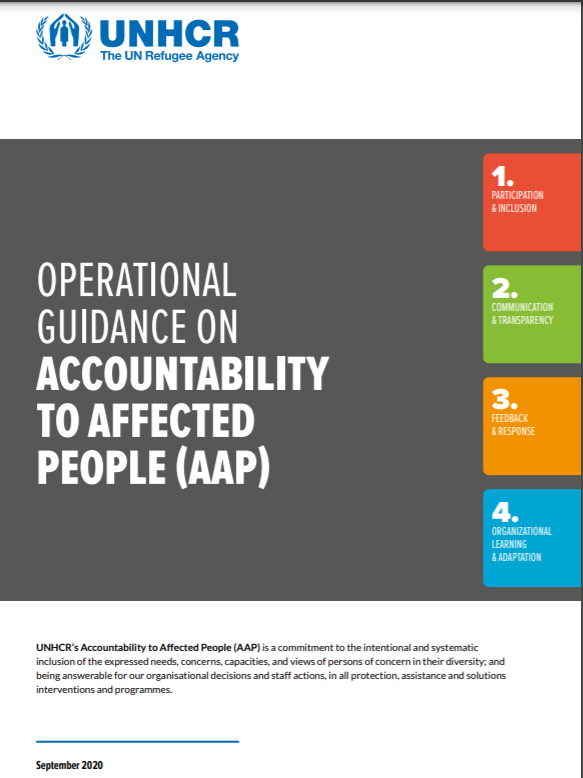 UNHCR
The UN Refugee Agency
OPERATIONAL
GUIDANCE ON
ACCOUNTABILITY
TO AFFECTED
PEOPLE (AAP)
1.
PARTICIPATION
& INCLUSION
2.
COMMUNICATION
& TRANSPARENCY
3.
FEEDBACK
& RESPONSE
4.
ORGANIZATIONAL
LEARNING
& ADAPTATION
UNHCR's Accountability to Affected People (AAP) is a commitment to the intentional and systematic
inclusion of the expressed needs, concerns, capacities, and views of persons of concern in their diversity; and
being answerable for our organisational decisions and staff actions, in all protection, assistance and solutions
interventions and programmes.
September 2020